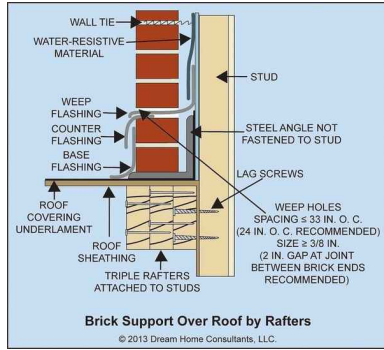 WALL TIE
WATER-RESISTIVE
MATERIAL
STUD
WEEP
FLASHING
COUNTER
FLASHING
BASE
FLASHING
STEEL ANGLE NOT
FASTENED TO STUD
LAG SCREWS
WEEP HOLES
SPACING ≤ 33 IN. O. C.
(24 IN. O. C. RECOMMENDED)
SIZE ≥ 3/8 IN.
(2 IN. GAP AT JOINT
BETWEEN BRICK ENDS
RECOMMENDED)
ROOF
COVERING
UNDERLAMENT
ROOF
SHEATHING
TRIPLE RAFTERS
ATTACHED TO STUDS
Brick Support Over Roof by Rafters
© 2013 Dream Home Consultants, LLC.